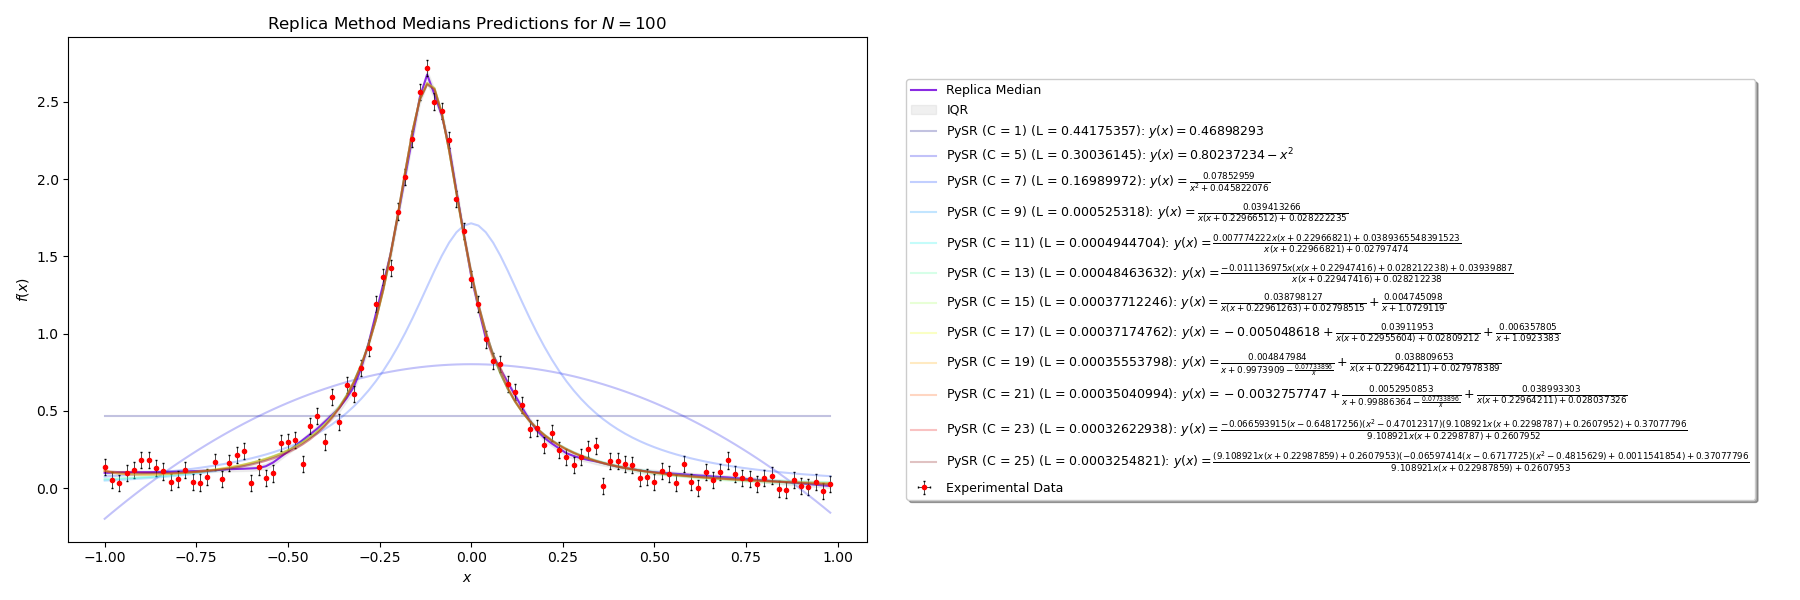 Replica Method Medians Predictions for N = 100
f(x)
2.5
2.0
1.5
1.0
0.5
0.0
−1.00 −0.75 −0.50 −0.25 0.00 0.25 0.50 0.75 1.00
x
Replica Median
IQR
PySR (C = 1) (L = 0.44175357): y(x) = 0.46898293
PySR (C = 5) (L = 0.30036145): y(x) = 0.80237234 − x²
PySR (C = 7) (L = 0.16989972): y(x) = 0.07852959 / (x² + 0.045822076)
PySR (C = 9) (L = 0.000525318): y(x) = 0.039413266 / (x(x + 0.22966512) + 0.028222235)
PySR (C = 11) (L = 0.0004944704): y(x) = (0.007774222x(x + 0.22966821) + 0.0389365548391523) / (x(x + 0.22966821) + 0.02797474)
PySR (C = 13) (L = 0.00048463632): y(x) = (−0.011136975x(x(x + 0.22947416) + 0.028212238) + 0.03939887) / (x(x + 0.22947416) + 0.028212238)
PySR (C = 15) (L = 0.00037712246): y(x) = 0.038798127 / (x(x + 0.22961263) + 0.02798515) + 0.004745098 / (x + 1.0729119)
PySR (C = 17) (L = 0.00037174762): y(x) = −0.005048618 + 0.03911953 / (x(x + 0.22955604) + 0.02809212) + 0.006357805 / (x + 1.0923383)
PySR (C = 19) (L = 0.00035553798): y(x) = 0.004847984 / (x + 0.9973909 − 0.07733896 / x) + 0.038809653 / (x(x + 0.22964211) + 0.027978389)
PySR (C = 21) (L = 0.00035040994): y(x) = −0.0032757747 + 0.0052950853 / (x + 0.99886364 − 0.07733896 / x) + 0.038993303 / (x(x + 0.22964211) + 0.028037326)
PySR (C = 23) (L = 0.00032622938): y(x) = (−0.066593915(x − 0.64817256)(x² − 0.47012317)(9.108921x(x + 0.2298787) + 0.2607952) + 0.37077796) / (9.108921x(x + 0.2298787) + 0.2607952)
PySR (C = 25) (L = 0.0003254821): y(x) = ((9.108921x(x + 0.22987859) + 0.2607953)(−0.06597414(x − 0.6717725)(x² − 0.4815629) + 0.0011541854) + 0.37077796) / (9.108921x(x + 0.22987859) + 0.2607953)
Experimental Data